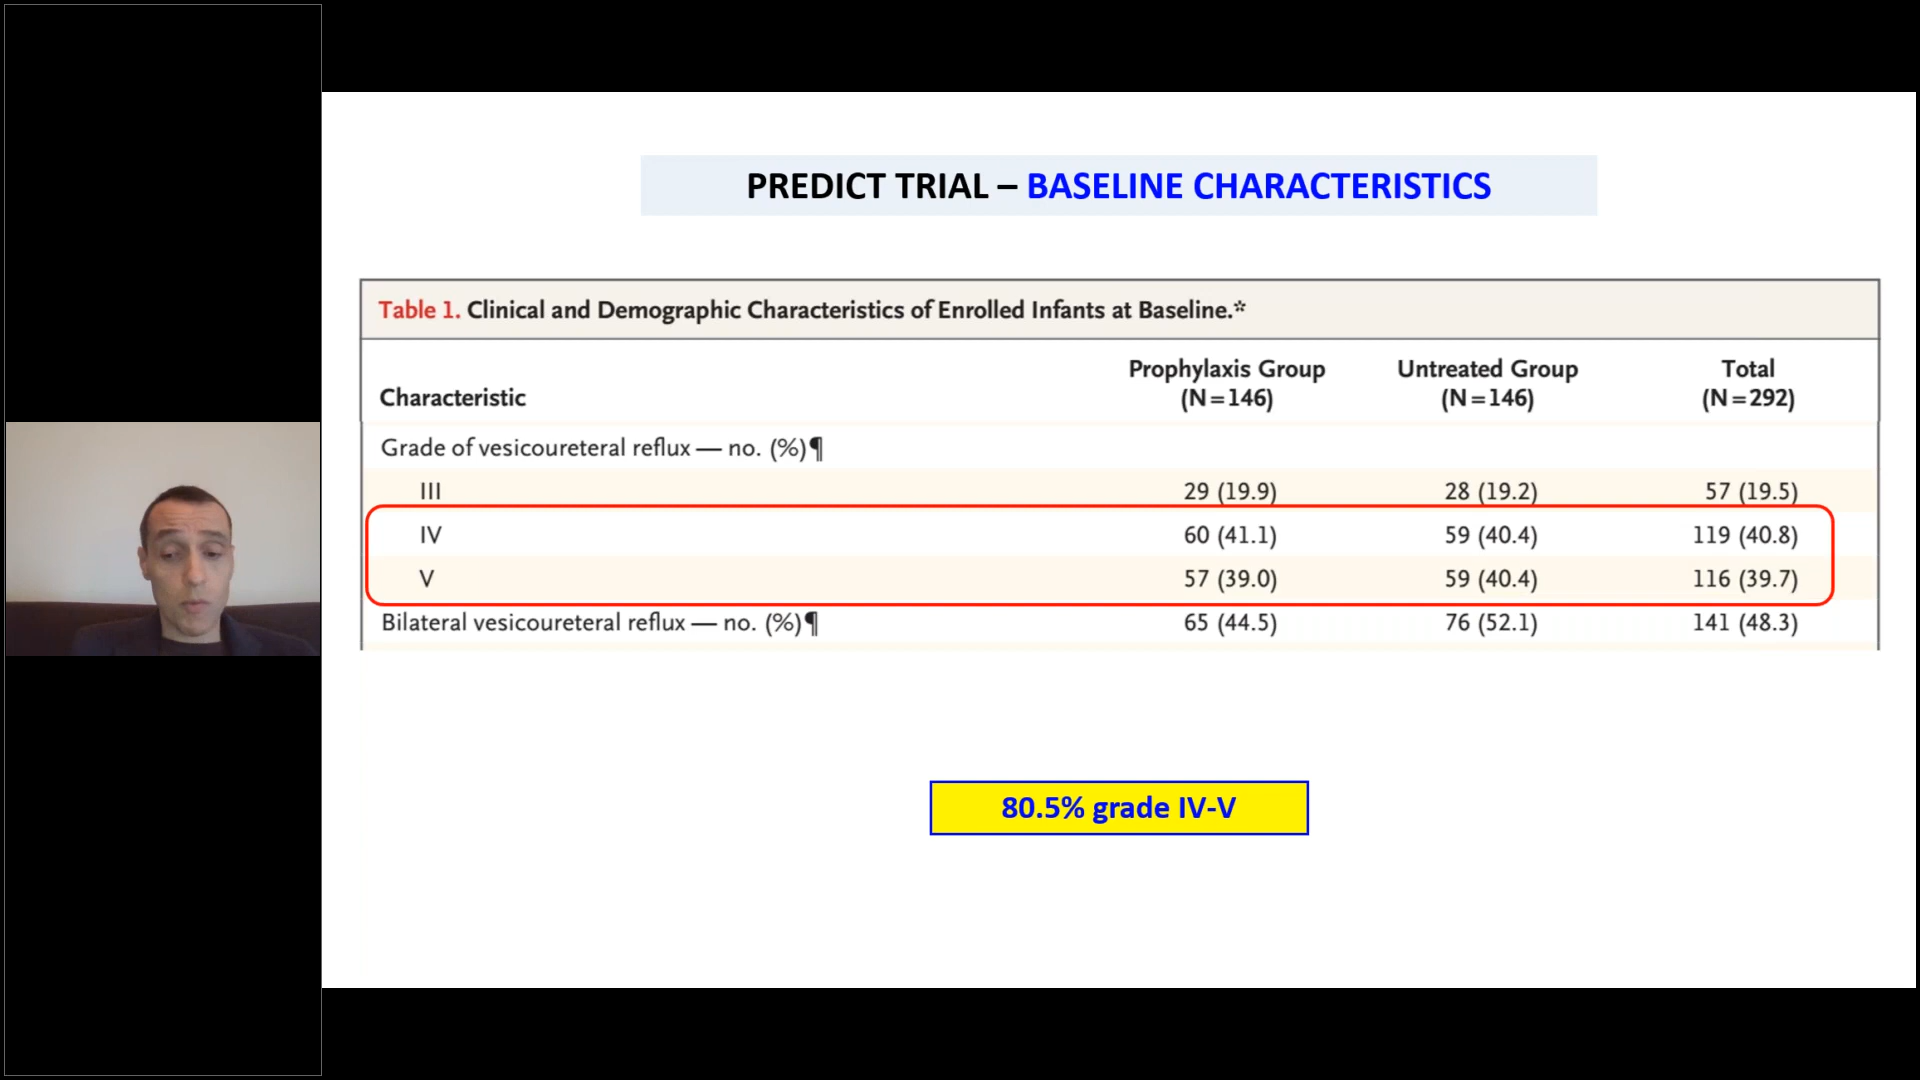 PREDICT TRIAL – BASELINE CHARACTERISTICS
Table 1. Clinical and Demographic Characteristics of Enrolled Infants at Baseline.*
Characteristic Prophylaxis Group (N=146) Untreated Group (N=146) Total (N=292)
Grade of vesicoureteral reflux — no. (%)¶
III 29 (19.9) 28 (19.2) 57 (19.5)
IV 60 (41.1) 59 (40.4) 119 (40.8)
V 57 (39.0) 59 (40.4) 116 (39.7)
Bilateral vesicoureteral reflux — no. (%)¶ 65 (44.5) 76 (52.1) 141 (48.3)
80.5% grade IV-V